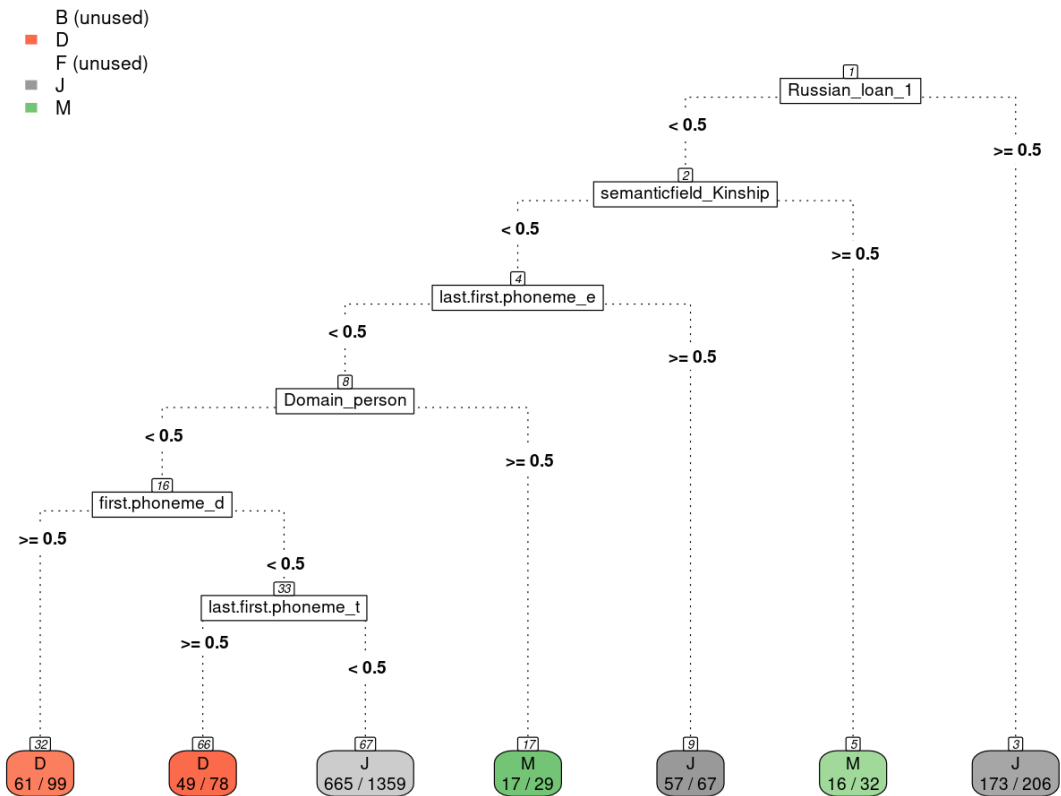 B (unused)
D
F (unused)
J
M
1
Russian_loan_1
< 0.5
>= 0.5
2
semanticfield_Kinship
< 0.5
>= 0.5
4
last.first.phoneme_e
< 0.5
>= 0.5
8
Domain_person
< 0.5
>= 0.5
16
first.phoneme_d
>= 0.5
< 0.5
33
last.first.phoneme_t
>= 0.5
< 0.5
32
D
61 / 99
66
D
49 / 78
67
J
665 / 1359
17
M
17 / 29
9
J
57 / 67
5
M
16 / 32
3
J
173 / 206